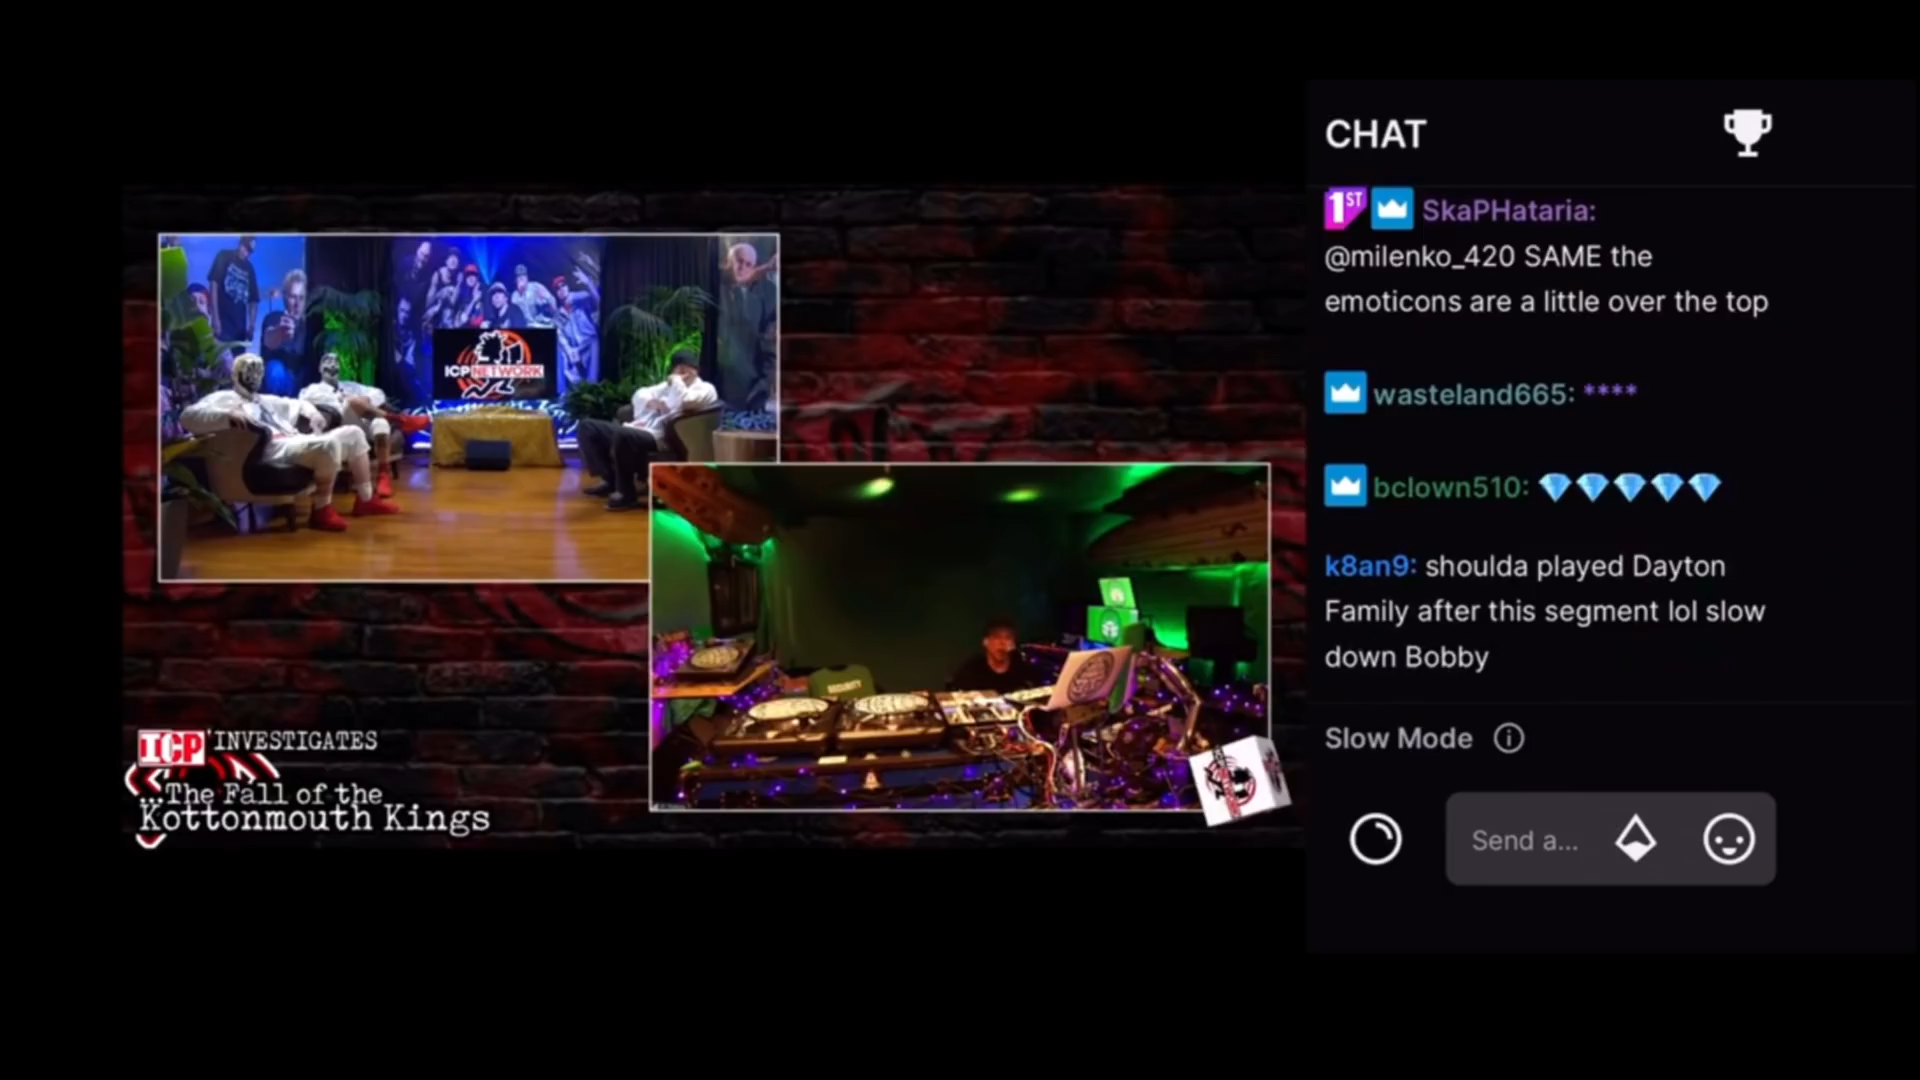 CHAT
1ST SkaPHataria:
@milenko_420 SAME the
emoticons are a little over the top
wasteland665: ****
bclown510: 💎💎💎💎💎
k8an9: shoulda played Dayton
Family after this segment lol slow
down Bobby
Slow Mode
Send a...
ICP NETWORK
SECURITY
ICP INVESTIGATES
The Fall of the
Kottonmouth Kings